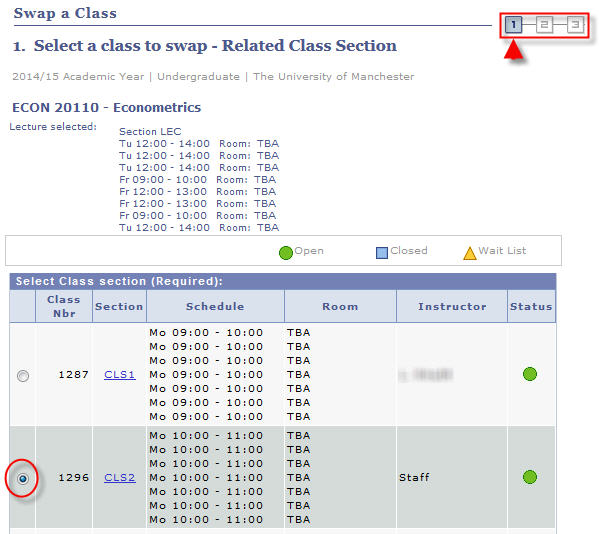 Swap a Class
1 2 3
1. Select a class to swap - Related Class Section
2014/15 Academic Year | Undergraduate | The University of Manchester
ECON 20110 - Econometrics
Lecture selected:
Section LEC
Tu 12:00 - 14:00 Room: TBA
Tu 12:00 - 14:00 Room: TBA
Tu 12:00 - 14:00 Room: TBA
Fr 09:00 - 10:00 Room: TBA
Fr 12:00 - 13:00 Room: TBA
Fr 12:00 - 13:00 Room: TBA
Fr 09:00 - 10:00 Room: TBA
Tu 12:00 - 14:00 Room: TBA
Open Closed Wait List
Select Class section (Required):
Class Nbr Section Schedule Room Instructor Status
Mo 09:00 - 10:00 TBA
Mo 09:00 - 10:00 TBA
Mo 09:00 - 10:00 TBA
1287 CLS1 Mo 09:00 - 10:00 TBA
Mo 09:00 - 10:00 TBA
Mo 09:00 - 10:00 TBA
Mo 09:00 - 10:00 TBA
Mo 10:00 - 11:00 TBA
Mo 10:00 - 11:00 TBA
Mo 10:00 - 11:00 TBA
1296 CLS2 Mo 10:00 - 11:00 TBA Staff
Mo 10:00 - 11:00 TBA
Mo 10:00 - 11:00 TBA
Mo 10:00 - 11:00 TBA